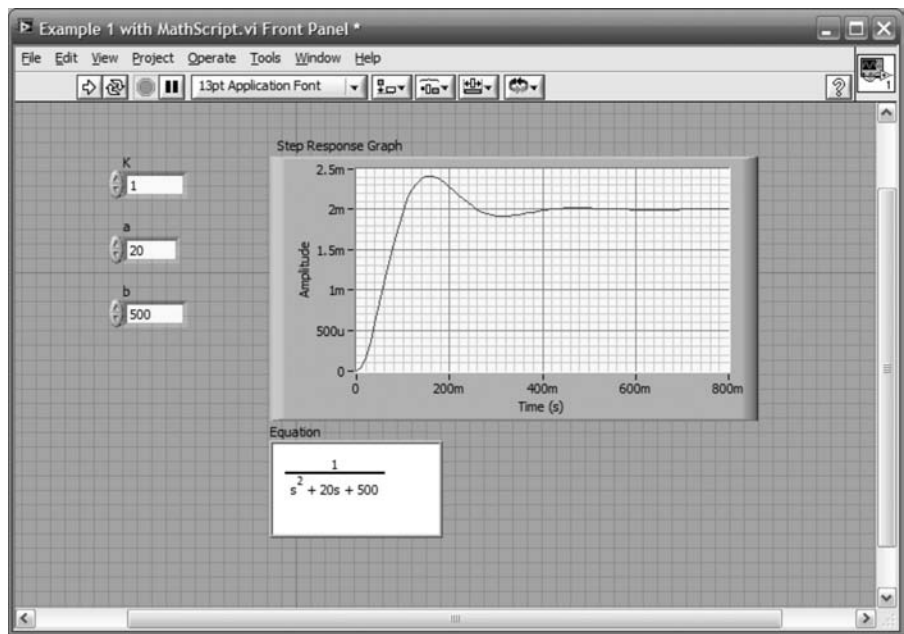 Example 1 with MathScript.vi Front Panel *
File Edit View Project Operate Tools Window Help
13pt Application Font
?
1
K
1
a
20
b
500
Step Response Graph
Amplitude
2.5m
2m
1.5m
1m
500u
0
0 200m 400m 600m 800m
Time (s)
Equation
1
s² + 20s + 500